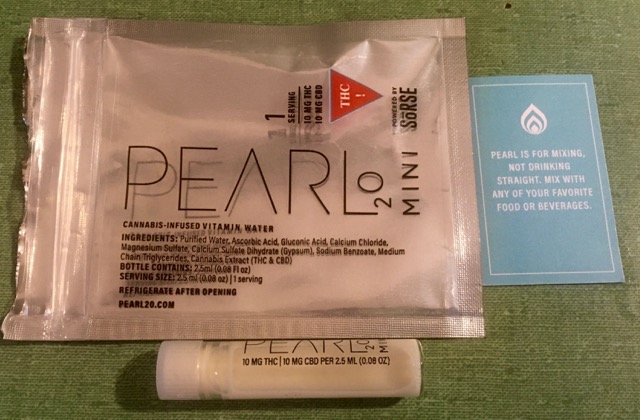 1
SERVING
10 MG THC
10 MG CBD
THC
!
POWERED BY
SōRSE
PEARL2O
MINI
CANNABIS-INFUSED VITAMIN WATER
INGREDIENTS: Purified Water, Ascorbic Acid, Gluconic Acid, Calcium Chloride,
Magnesium Sulfate, Calcium Sulfate Dihydrate (Gypsum), Sodium Benzoate, Medium
Chain Triglycerides, Cannabis Extract (THC & CBD)
BOTTLE CONTAINS: 2.5ml (0.08 Fl oz)
SERVING SIZE: 2.5 ml (0.08 oz) | 1 serving
REFRIGERATE AFTER OPENING
PEARL2O.COM
PEARL IS FOR MIXING,
NOT DRINKING
STRAIGHT. MIX WITH
ANY OF YOUR FAVORITE
FOOD OR BEVERAGES.
PEARL2O
MINI
10 MG THC | 10 MG CBD PER 2.5 ML (0.08 OZ)